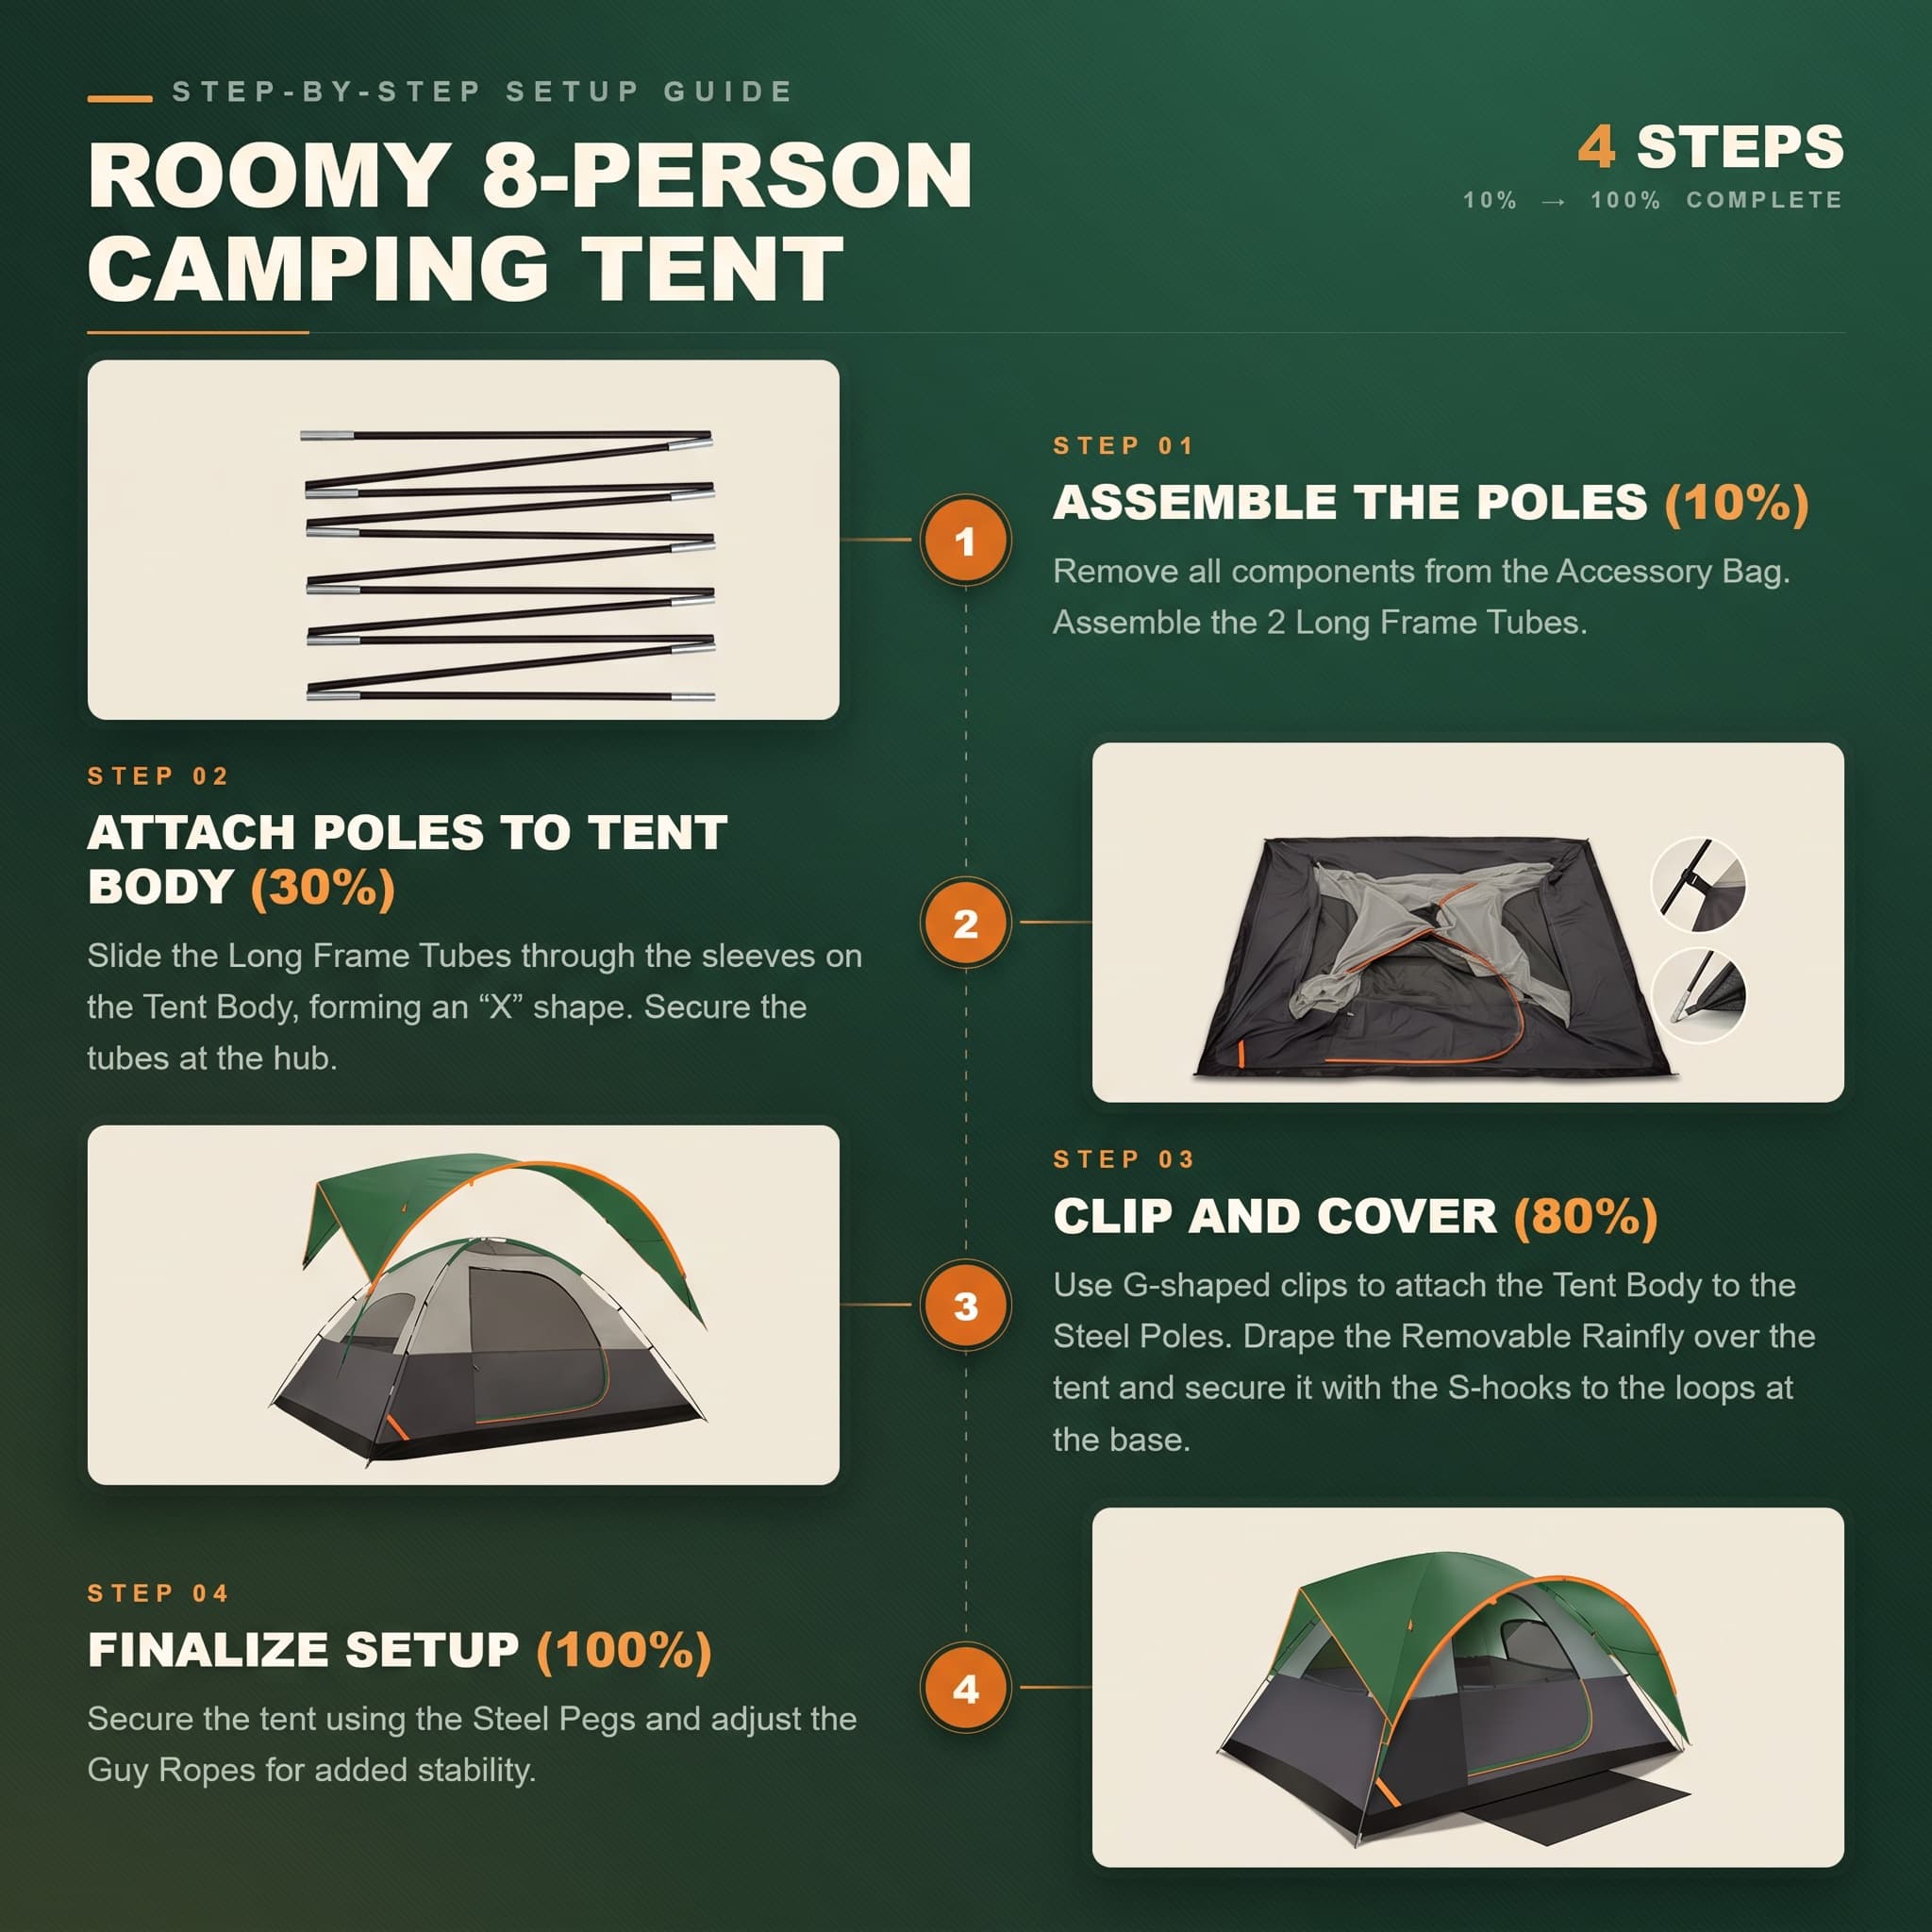 STEP-BY-STEP SETUP GUIDE
ROOMY 8-PERSON
CAMPING TENT
4 STEPS
10% → 100% COMPLETE
1
STEP 01
ASSEMBLE THE POLES (10%)
Remove all components from the Accessory Bag.
Assemble the 2 Long Frame Tubes.
STEP 02
ATTACH POLES TO TENT
BODY (30%)
Slide the Long Frame Tubes through the sleeves on
the Tent Body, forming an “X” shape. Secure the
tubes at the hub.
2
3
STEP 03
CLIP AND COVER (80%)
Use G-shaped clips to attach the Tent Body to the
Steel Poles. Drape the Removable Rainfly over the
tent and secure it with the S-hooks to the loops at
the base.
STEP 04
FINALIZE SETUP (100%)
Secure the tent using the Steel Pegs and adjust the
Guy Ropes for added stability.
4